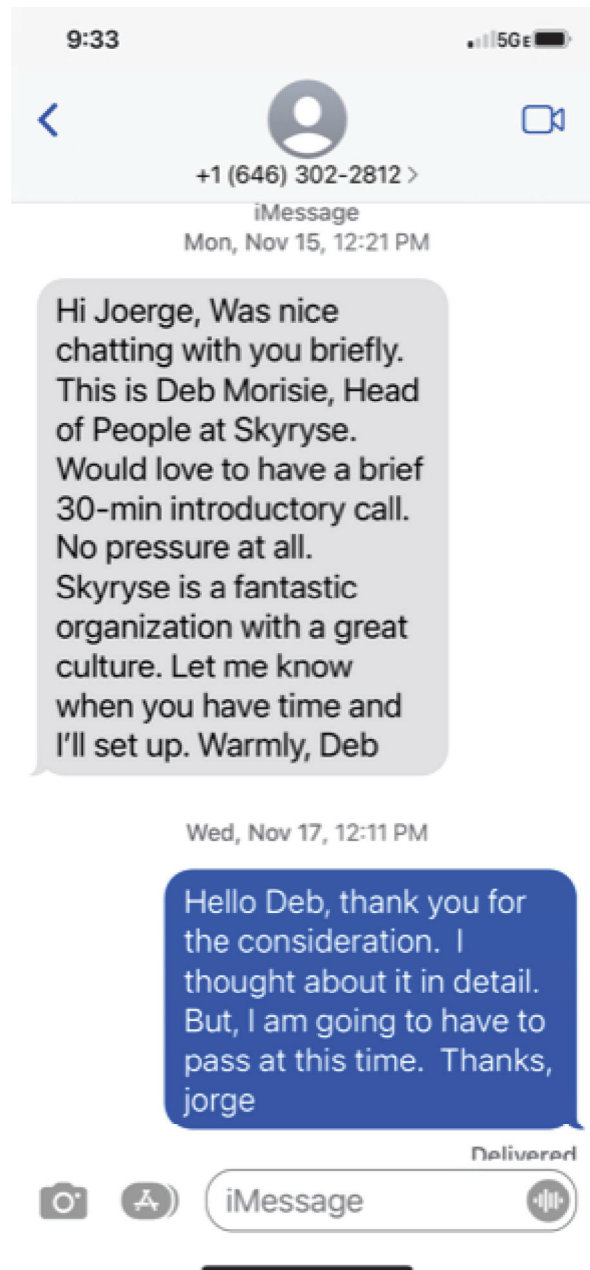 9:33
5GE
+1 (646) 302-2812 >
iMessage
Mon, Nov 15, 12:21 PM
Hi Joerge, Was nice
chatting with you briefly.
This is Deb Morisie, Head
of People at Skyryse.
Would love to have a brief
30-min introductory call.
No pressure at all.
Skyryse is a fantastic
organization with a great
culture. Let me know
when you have time and
I'll set up. Warmly, Deb
Wed, Nov 17, 12:11 PM
Hello Deb, thank you for
the consideration.  I
thought about it in detail.
But, I am going to have to
pass at this time.  Thanks,
jorge
Delivered
iMessage